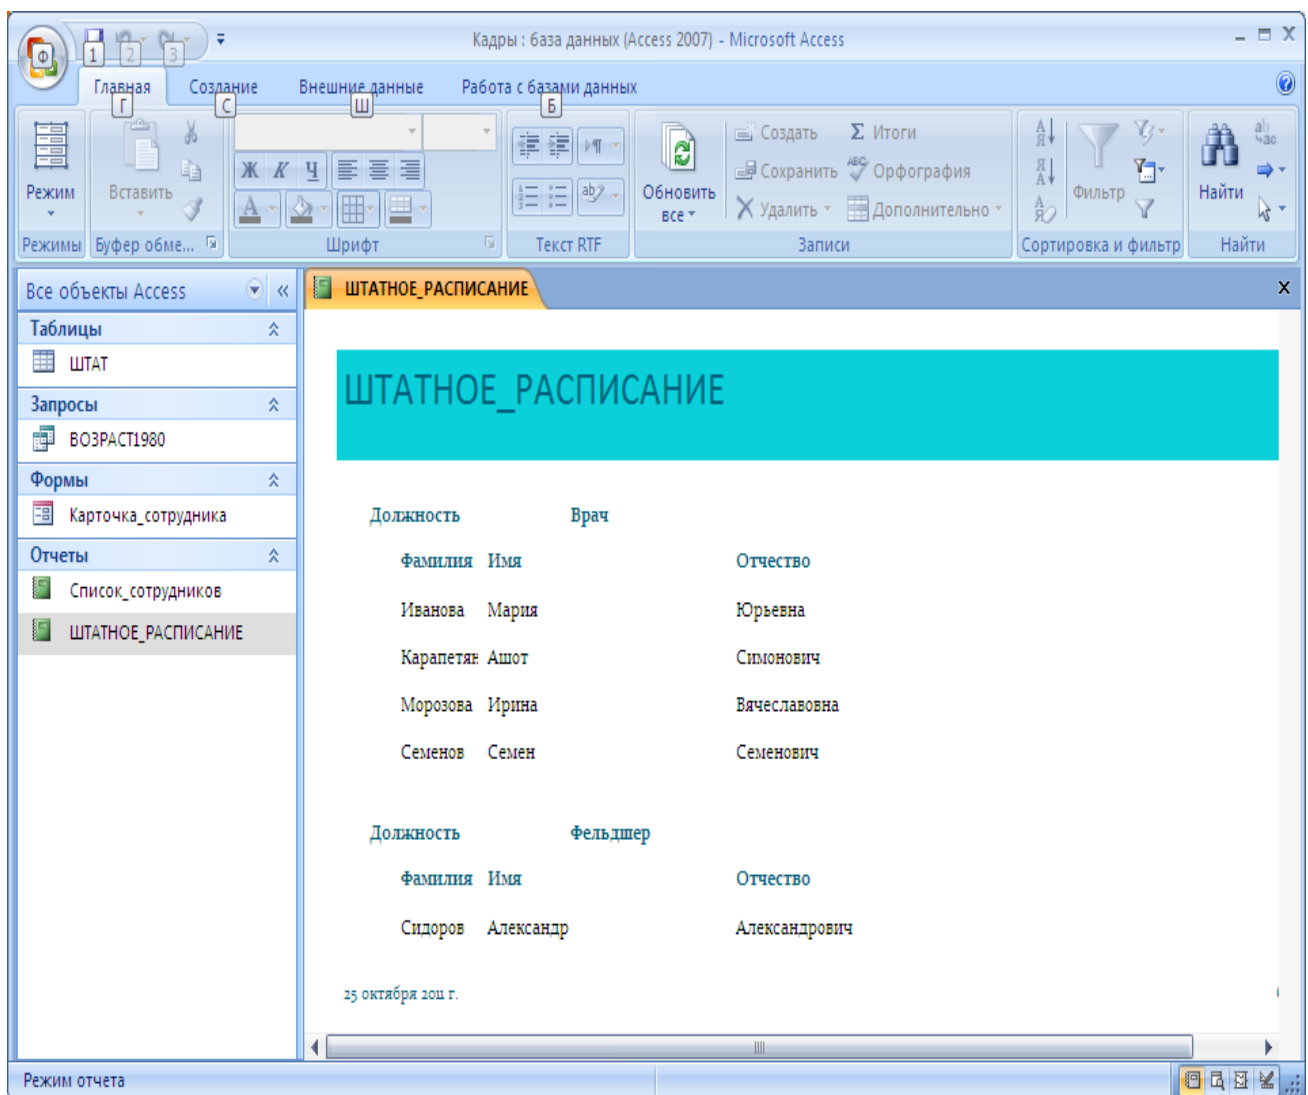 Кадры : база данных (Access 2007) - Microsoft Access
Ф 1 2 3
Главная Создание Внешние данные Работа с базами данных
Г С Ш Б
Режим Вставить Ж К Ч Обновить все Создать Сохранить Удалить Σ Итоги Орфография Дополнительно Фильтр Найти
Режимы Буфер обме... Шрифт Текст RTF Записи Сортировка и фильтр Найти
Все объекты Access «
Таблицы
ШТАТ
Запросы
ВОЗРАСТ1980
Формы
Карточка_сотрудника
Отчеты
Список_сотрудников
ШТАТНОЕ_РАСПИСАНИЕ
ШТАТНОЕ_РАСПИСАНИЕ
ШТАТНОЕ_РАСПИСАНИЕ
Должность Врач
Фамилия Имя Отчество
Иванова Мария Юрьевна
Карапетян Ашот Симонович
Морозова Ирина Вячеславовна
Семенов Семен Семенович
Должность Фельдшер
Фамилия Имя Отчество
Сидоров Александр Александрович
25 октября 2011 г.
Режим отчета